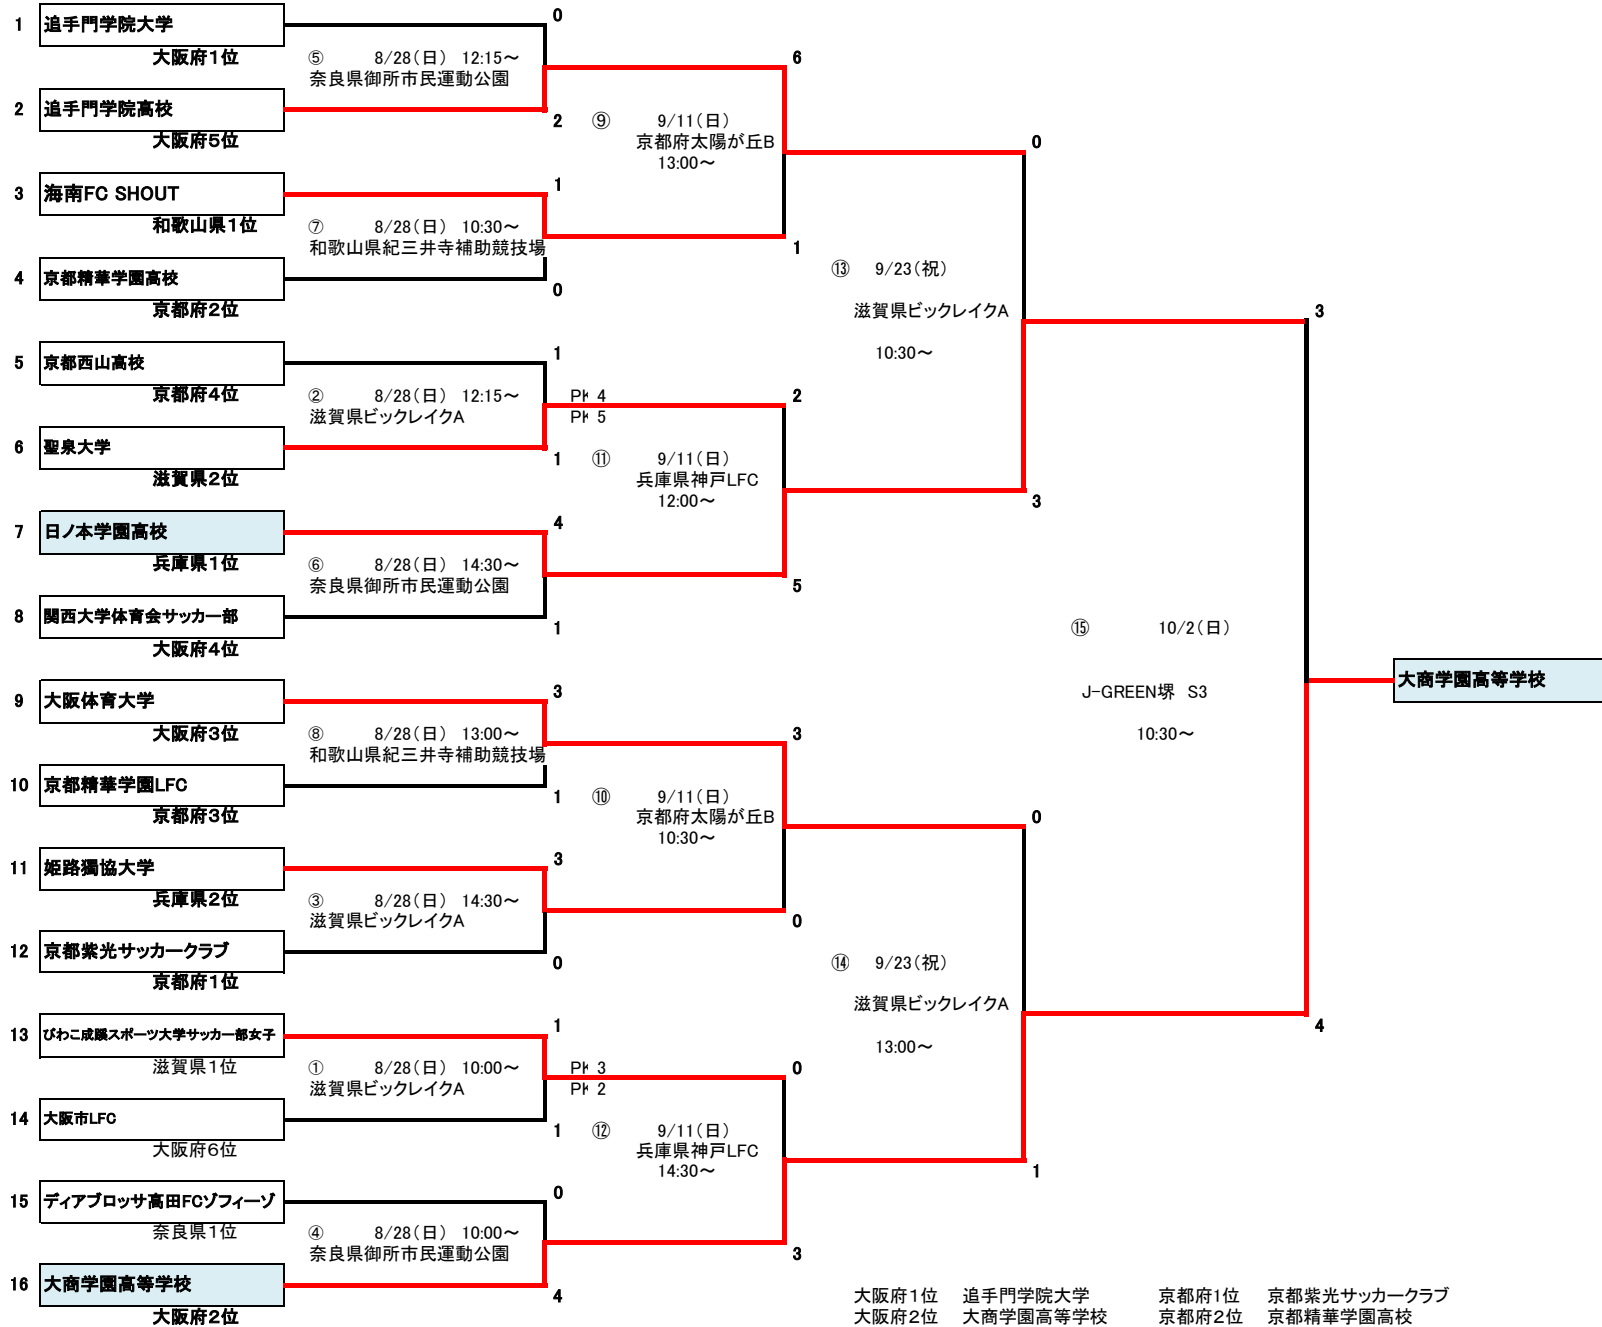 1 追手門学院大学
大阪府1位
0
⑤ 8/28(日) 12:15～
奈良県御所市民運動公園
6
2 追手門学院高校
大阪府5位
2
⑨ 9/11(日)
京都府太陽が丘B
13:00～
0
3 海南FC SHOUT
和歌山県1位
1
⑦ 8/28(日) 10:30～
和歌山県紀三井寺補助競技場
1
4 京都精華学園高校
京都府2位
0
⑬ 9/23(祝)
滋賀県ビックレイクA
10:30～
3
5 京都西山高校
京都府4位
1
② 8/28(日) 12:15～
滋賀県ビックレイクA
PK 4
PK 5
2
6 聖泉大学
滋賀県2位
1
⑪ 9/11(日)
兵庫県神戸LFC
12:00～
3
7 日ノ本学園高校
兵庫県1位
4
⑥ 8/28(日) 14:30～
奈良県御所市民運動公園
5
8 関西大学体育会サッカー部
大阪府4位
1
⑮ 10/2(日)
J-GREEN堺 S3
10:30～
大商学園高等学校
9 大阪体育大学
大阪府3位
3
⑧ 8/28(日) 13:00～
和歌山県紀三井寺補助競技場
3
10 京都精華学園LFC
京都府3位
1
⑩ 9/11(日)
京都府太陽が丘B
10:30～
0
11 姫路獨協大学
兵庫県2位
3
③ 8/28(日) 14:30～
滋賀県ビックレイクA
0
12 京都紫光サッカークラブ
京都府1位
0
⑭ 9/23(祝)
滋賀県ビックレイクA
13:00～
4
13 びわこ成蹊スポーツ大学サッカー部女子
滋賀県1位
1
① 8/28(日) 10:00～
滋賀県ビックレイクA
PK 3
PK 2
0
14 大阪市LFC
大阪府6位
1
⑫ 9/11(日)
兵庫県神戸LFC
14:30～
1
15 ディアブロッサ高田FCソフィーゾ
奈良県1位
0
④ 8/28(日) 10:00～
奈良県御所市民運動公園
3
16 大商学園高等学校
大阪府2位
4
大阪府1位 追手門学院大学 京都府1位 京都紫光サッカークラブ
大阪府2位 大商学園高等学校 京都府2位 京都精華学園高校